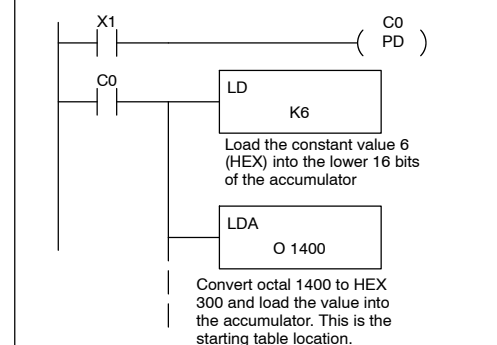 X1
C0
PD
C0
LD
K6
Load the constant value 6
(HEX) into the lower 16 bits
of the accumulator
LDA
O 1400
Convert octal 1400 to HEX
300 and load the value into
the accumulator. This is the
starting table location.